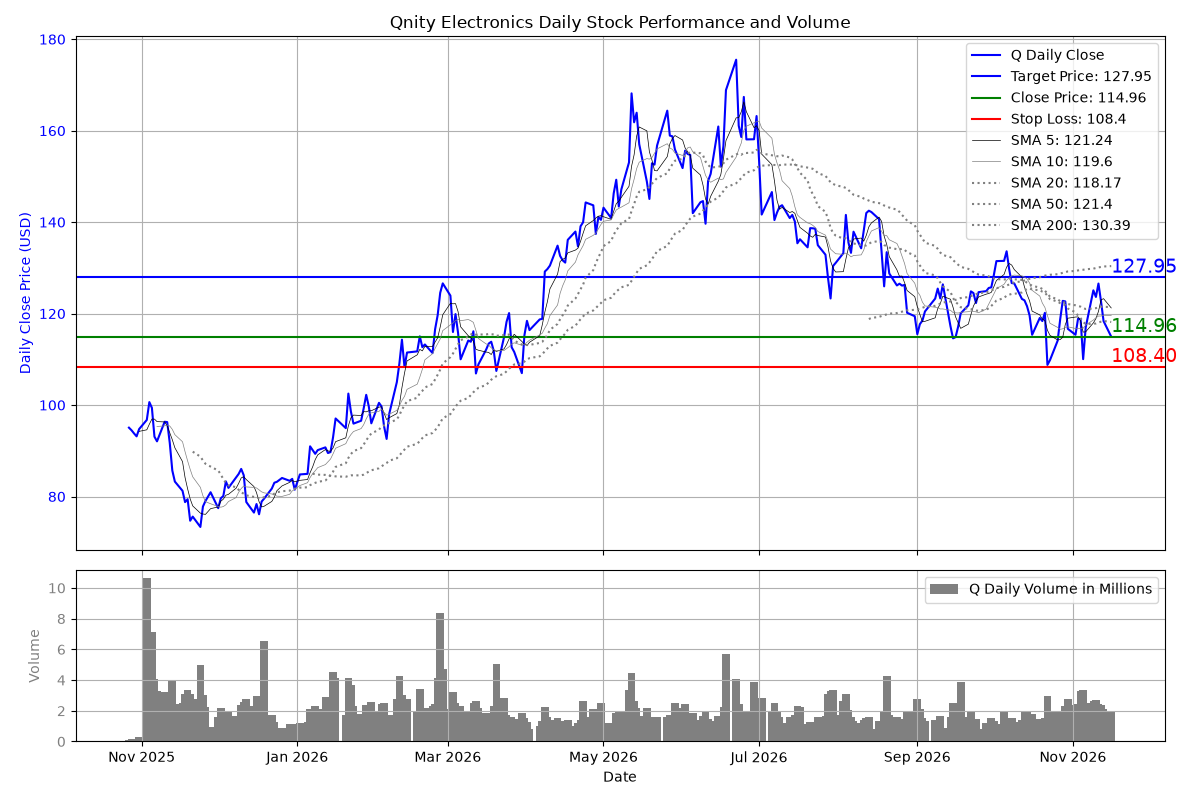 Qnity Electronics Daily Stock Performance and Volume
Daily Close Price (USD)
180
160
140
120
100
80
Q Daily Close
Target Price: 127.95
Close Price: 114.96
Stop Loss: 108.4
SMA 5: 121.24
SMA 10: 119.6
SMA 20: 118.17
SMA 50: 121.4
SMA 200: 130.39
127.95
114.96
108.40
Volume
10
8
6
4
2
0
Q Daily Volume in Millions
Nov 2025
Jan 2026
Mar 2026
May 2026
Jul 2026
Sep 2026
Nov 2026
Date